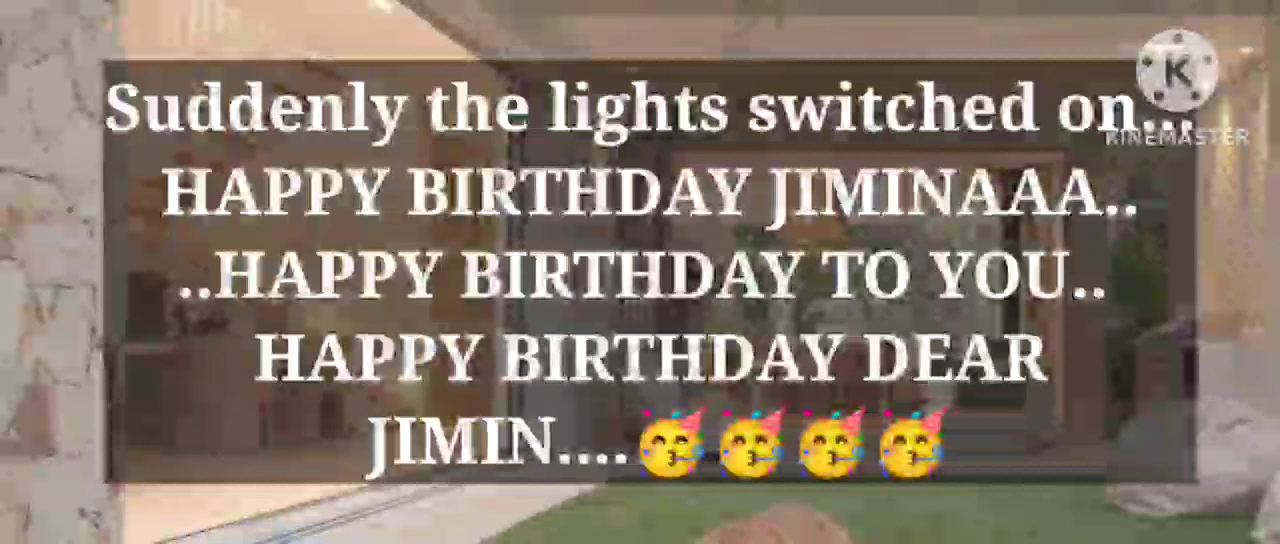 Suddenly the lights switched on...
HAPPY BIRTHDAY JIMINAAA..
..HAPPY BIRTHDAY TO YOU..
HAPPY BIRTHDAY DEAR
JIMIN....🥳🥳🥳🥳
K
KINEMASTER